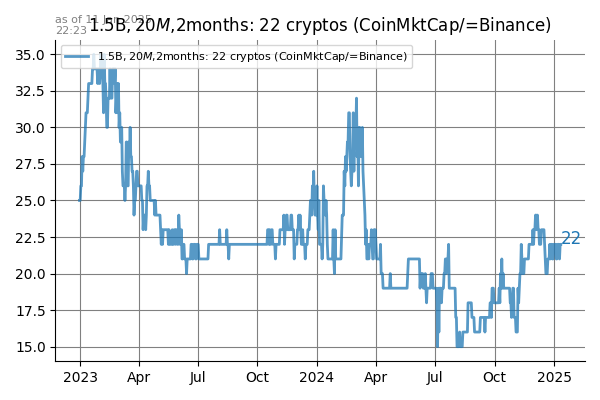 as of 11 Jan 2025
22:23
1.5B, 20M, 2months: 22 cryptos (CoinMktCap/=Binance)
1.5B, 20M, 2months: 22 cryptos (CoinMktCap/=Binance)
35.0
32.5
30.0
27.5
25.0
22.5
20.0
17.5
15.0
22
2023 Apr Jul Oct 2024 Apr Jul Oct 2025